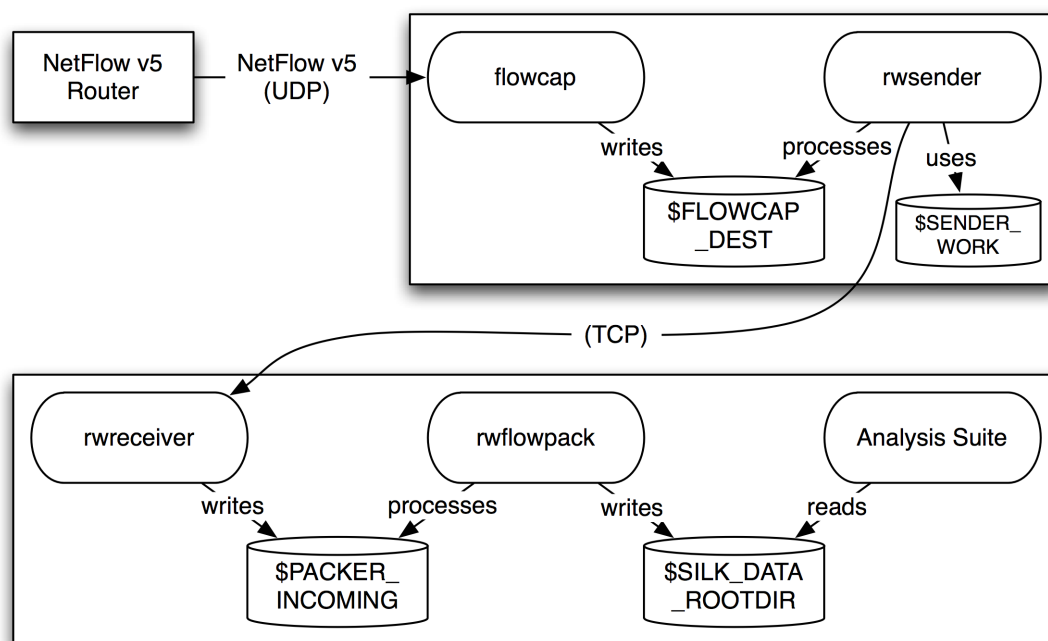 NetFlow v5
Router
NetFlow v5
(UDP)
flowcap
rwsender
writes
processes
uses
$FLOWCAP
_DEST
$SENDER_
WORK
(TCP)
rwreceiver
rwflowpack
Analysis Suite
writes
processes
writes
reads
$PACKER_
INCOMING
$SILK_DATA
_ROOTDIR